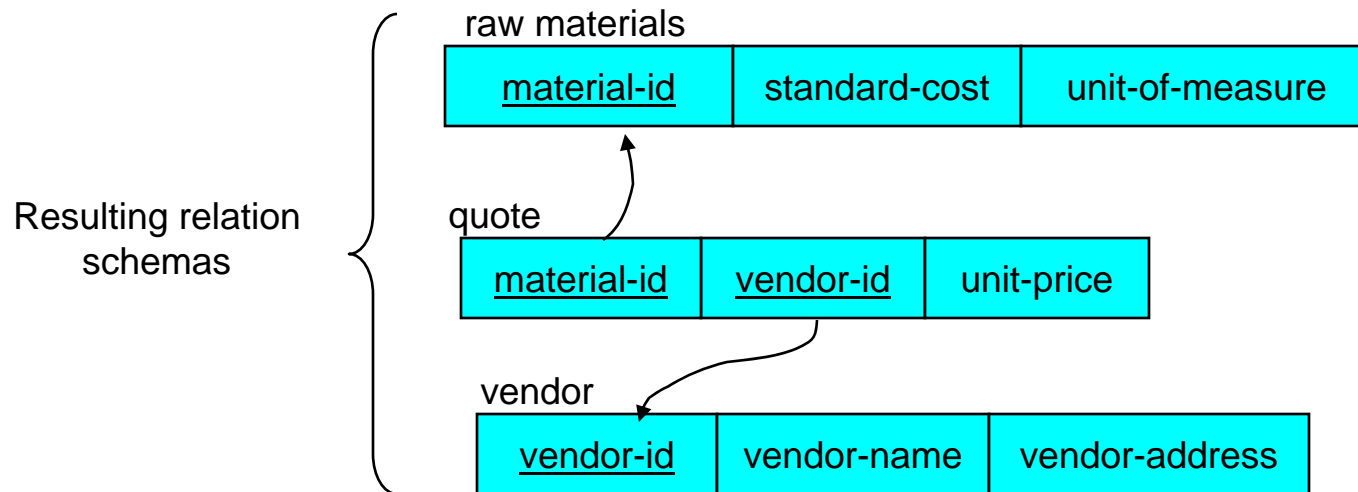 raw materials
material-id standard-cost unit-of-measure
Resulting relation
schemas
quote
material-id vendor-id unit-price
vendor
vendor-id vendor-name vendor-address